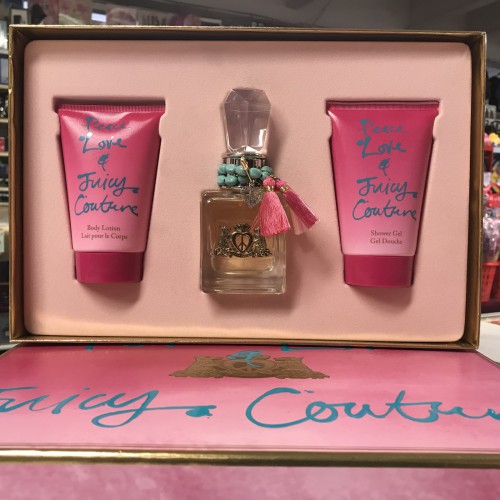 Peace
Love &
Juicy
Couture
Body Lotion
Lait pour le Corps
Peace
Love &
Juicy
Couture
Shower Gel
Gel Douche
Juicy Couture